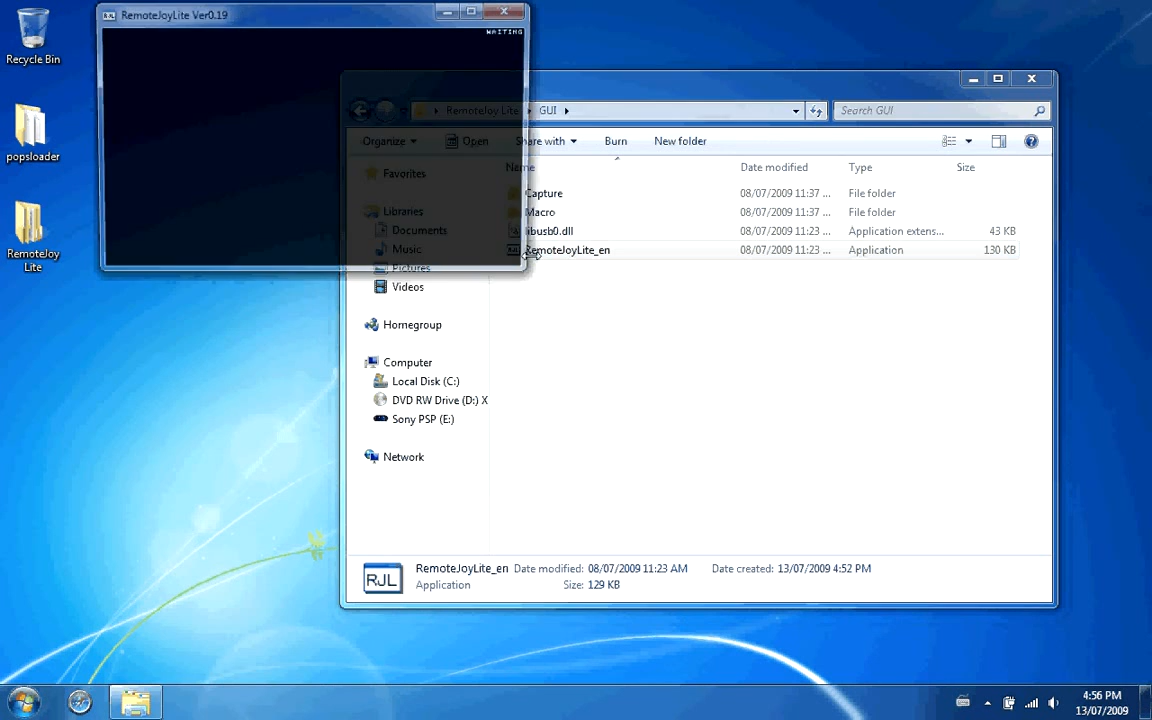 RemoteJoyLite Ver0.19
WAITING
Recycle Bin
popsloader
RemoteJoy
Lite
RemoteJoy Lite
GUI
Search GUI
Organize
Open
Share with
Burn
New folder
Name
Date modified
Type
Size
Favorites
Libraries
Documents
Music
Pictures
Videos
Homegroup
Computer
Local Disk (C:)
DVD RW Drive (D:) X
Sony PSP (E:)
Network
Capture 08/07/2009 11:37 ... File folder
Macro 08/07/2009 11:37 ... File folder
libusb0.dll 08/07/2009 11:23 ... Application extens... 43 KB
RemoteJoyLite_en 08/07/2009 11:23 ... Application 130 KB
RJL
RemoteJoyLite_en Date modified: 08/07/2009 11:23 AM Date created: 13/07/2009 4:52 PM
Application Size: 129 KB
4:56 PM
13/07/2009